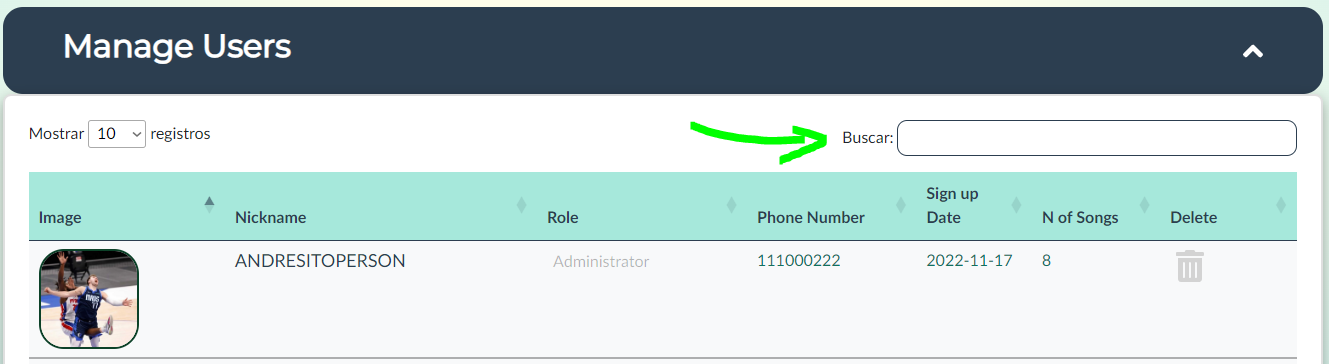 Manage Users
Mostrar 10 registros
Buscar:
Image Nickname Role Phone Number Sign up Date N of Songs Delete
ANDRESITOPERSON Administrator 111000222 2022-11-17 8